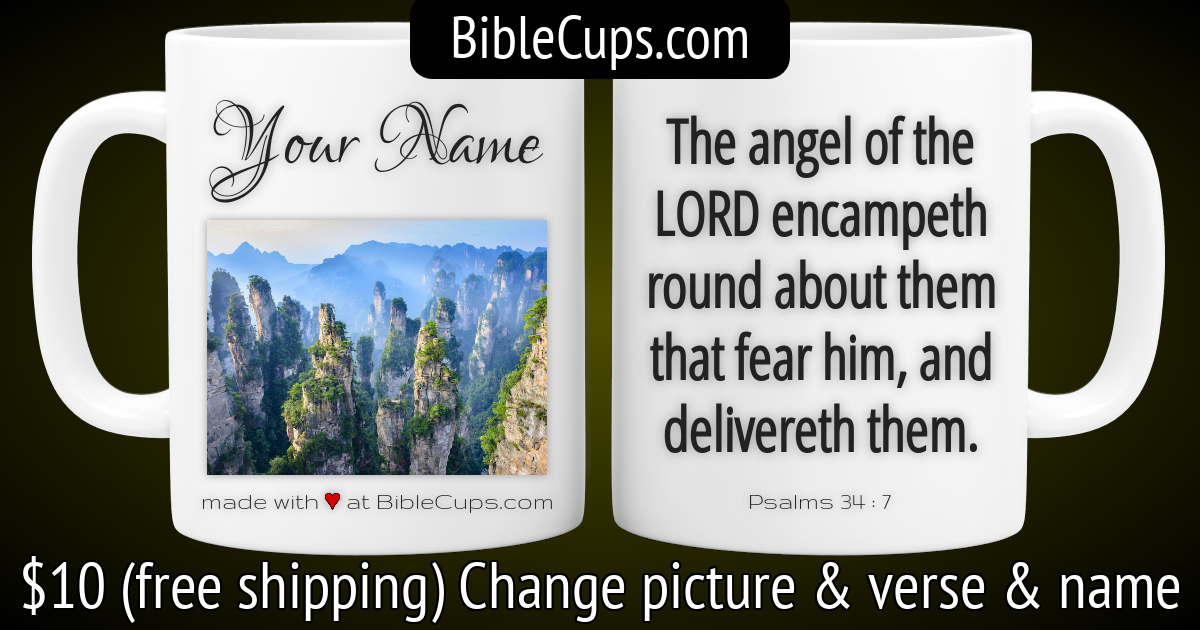 BibleCups.com
Your Name
made with ♥ at BibleCups.com
The angel of the
LORD encampeth
round about them
that fear him, and
delivereth them.
Psalms 34 : 7
$10 (free shipping) Change picture & verse & name